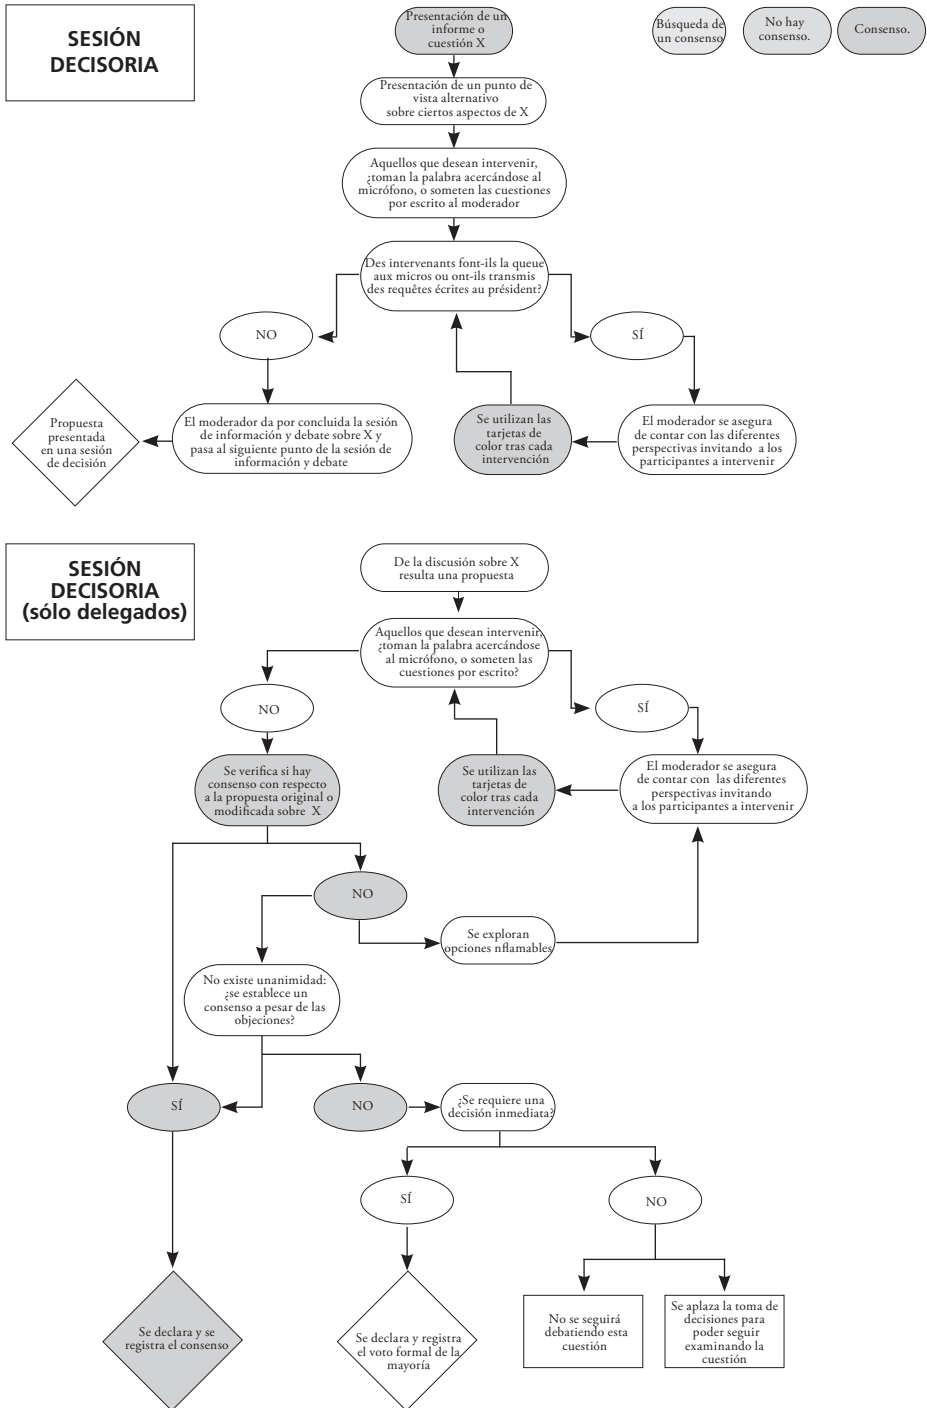 SESIÓN
DECISORIA
Presentación de un
informe o
cuestión X
Búsqueda de
un consenso
No hay
consenso.
Consenso.
Presentación de un punto de
vista alternativo
sobre ciertos aspectos de X
Aquellos que desean intervenir,
¿toman la palabra acercándose al
micrófono, o someten las cuestiones
por escrito al moderador
Des intervenants font-ils la queue
aux micros ou ont-ils transmis
des requêtes écrites au président?
NO
SÍ
Propuesta
presentada
en una sesión
de decisión
El moderador da por concluida la sesión
de información y debate sobre X y
pasa al siguiente punto de la sesión de
información y debate
Se utilizan las
tarjetas de
color tras cada
intervención
El moderador se asegura
de contar con las diferentes
perspectivas invitando a los
participantes a intervenir
SESIÓN
DECISORIA
(sólo delegados)
De la discusión sobre X
resulta una propuesta
Aquellos que desean intervenir,
¿toman la palabra acercándose
al micrófono, o someten las
cuestiones por escrito?
NO
SÍ
Se verifica si hay
consenso con respecto
a la propuesta original o
modificada sobre X
Se utilizan las
tarjetas de
color tras cada
intervención
El moderador se asegura
de contar con las diferentes
perspectivas invitando
a los participantes a intervenir
NO
Se exploran
opciones nflamables
No existe unanimidad:
¿se establece un
consenso a pesar de las
objeciones?
SÍ
NO
¿Se requiere una
decisión inmediata?
SÍ
NO
Se declara y se
registra el consenso
Se declara y registra
el voto formal de la
mayoría
No se seguirá
debatiendo esta
cuestión
Se aplaza la toma de
decisiones para
poder seguir
examinando la
cuestión